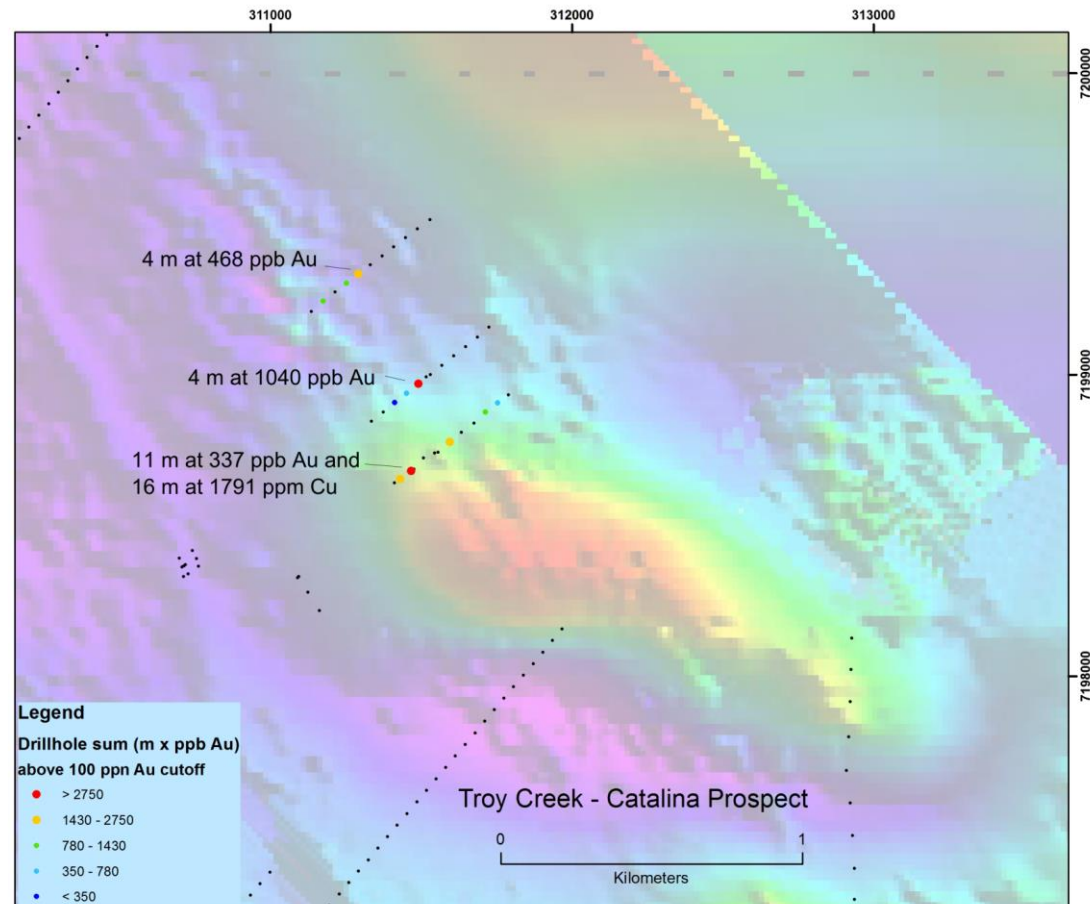 311000 312000 313000
7200000
4 m at 468 ppb Au
4 m at 1040 ppb Au
7199000
11 m at 337 ppb Au and
16 m at 1791 ppm Cu
7198000
Legend
Drillhole sum (m x ppb Au)
above 100 ppn Au cutoff
> 2750
1430 - 2750
780 - 1430
350 - 780
< 350
Troy Creek - Catalina Prospect
0 1
Kilometers